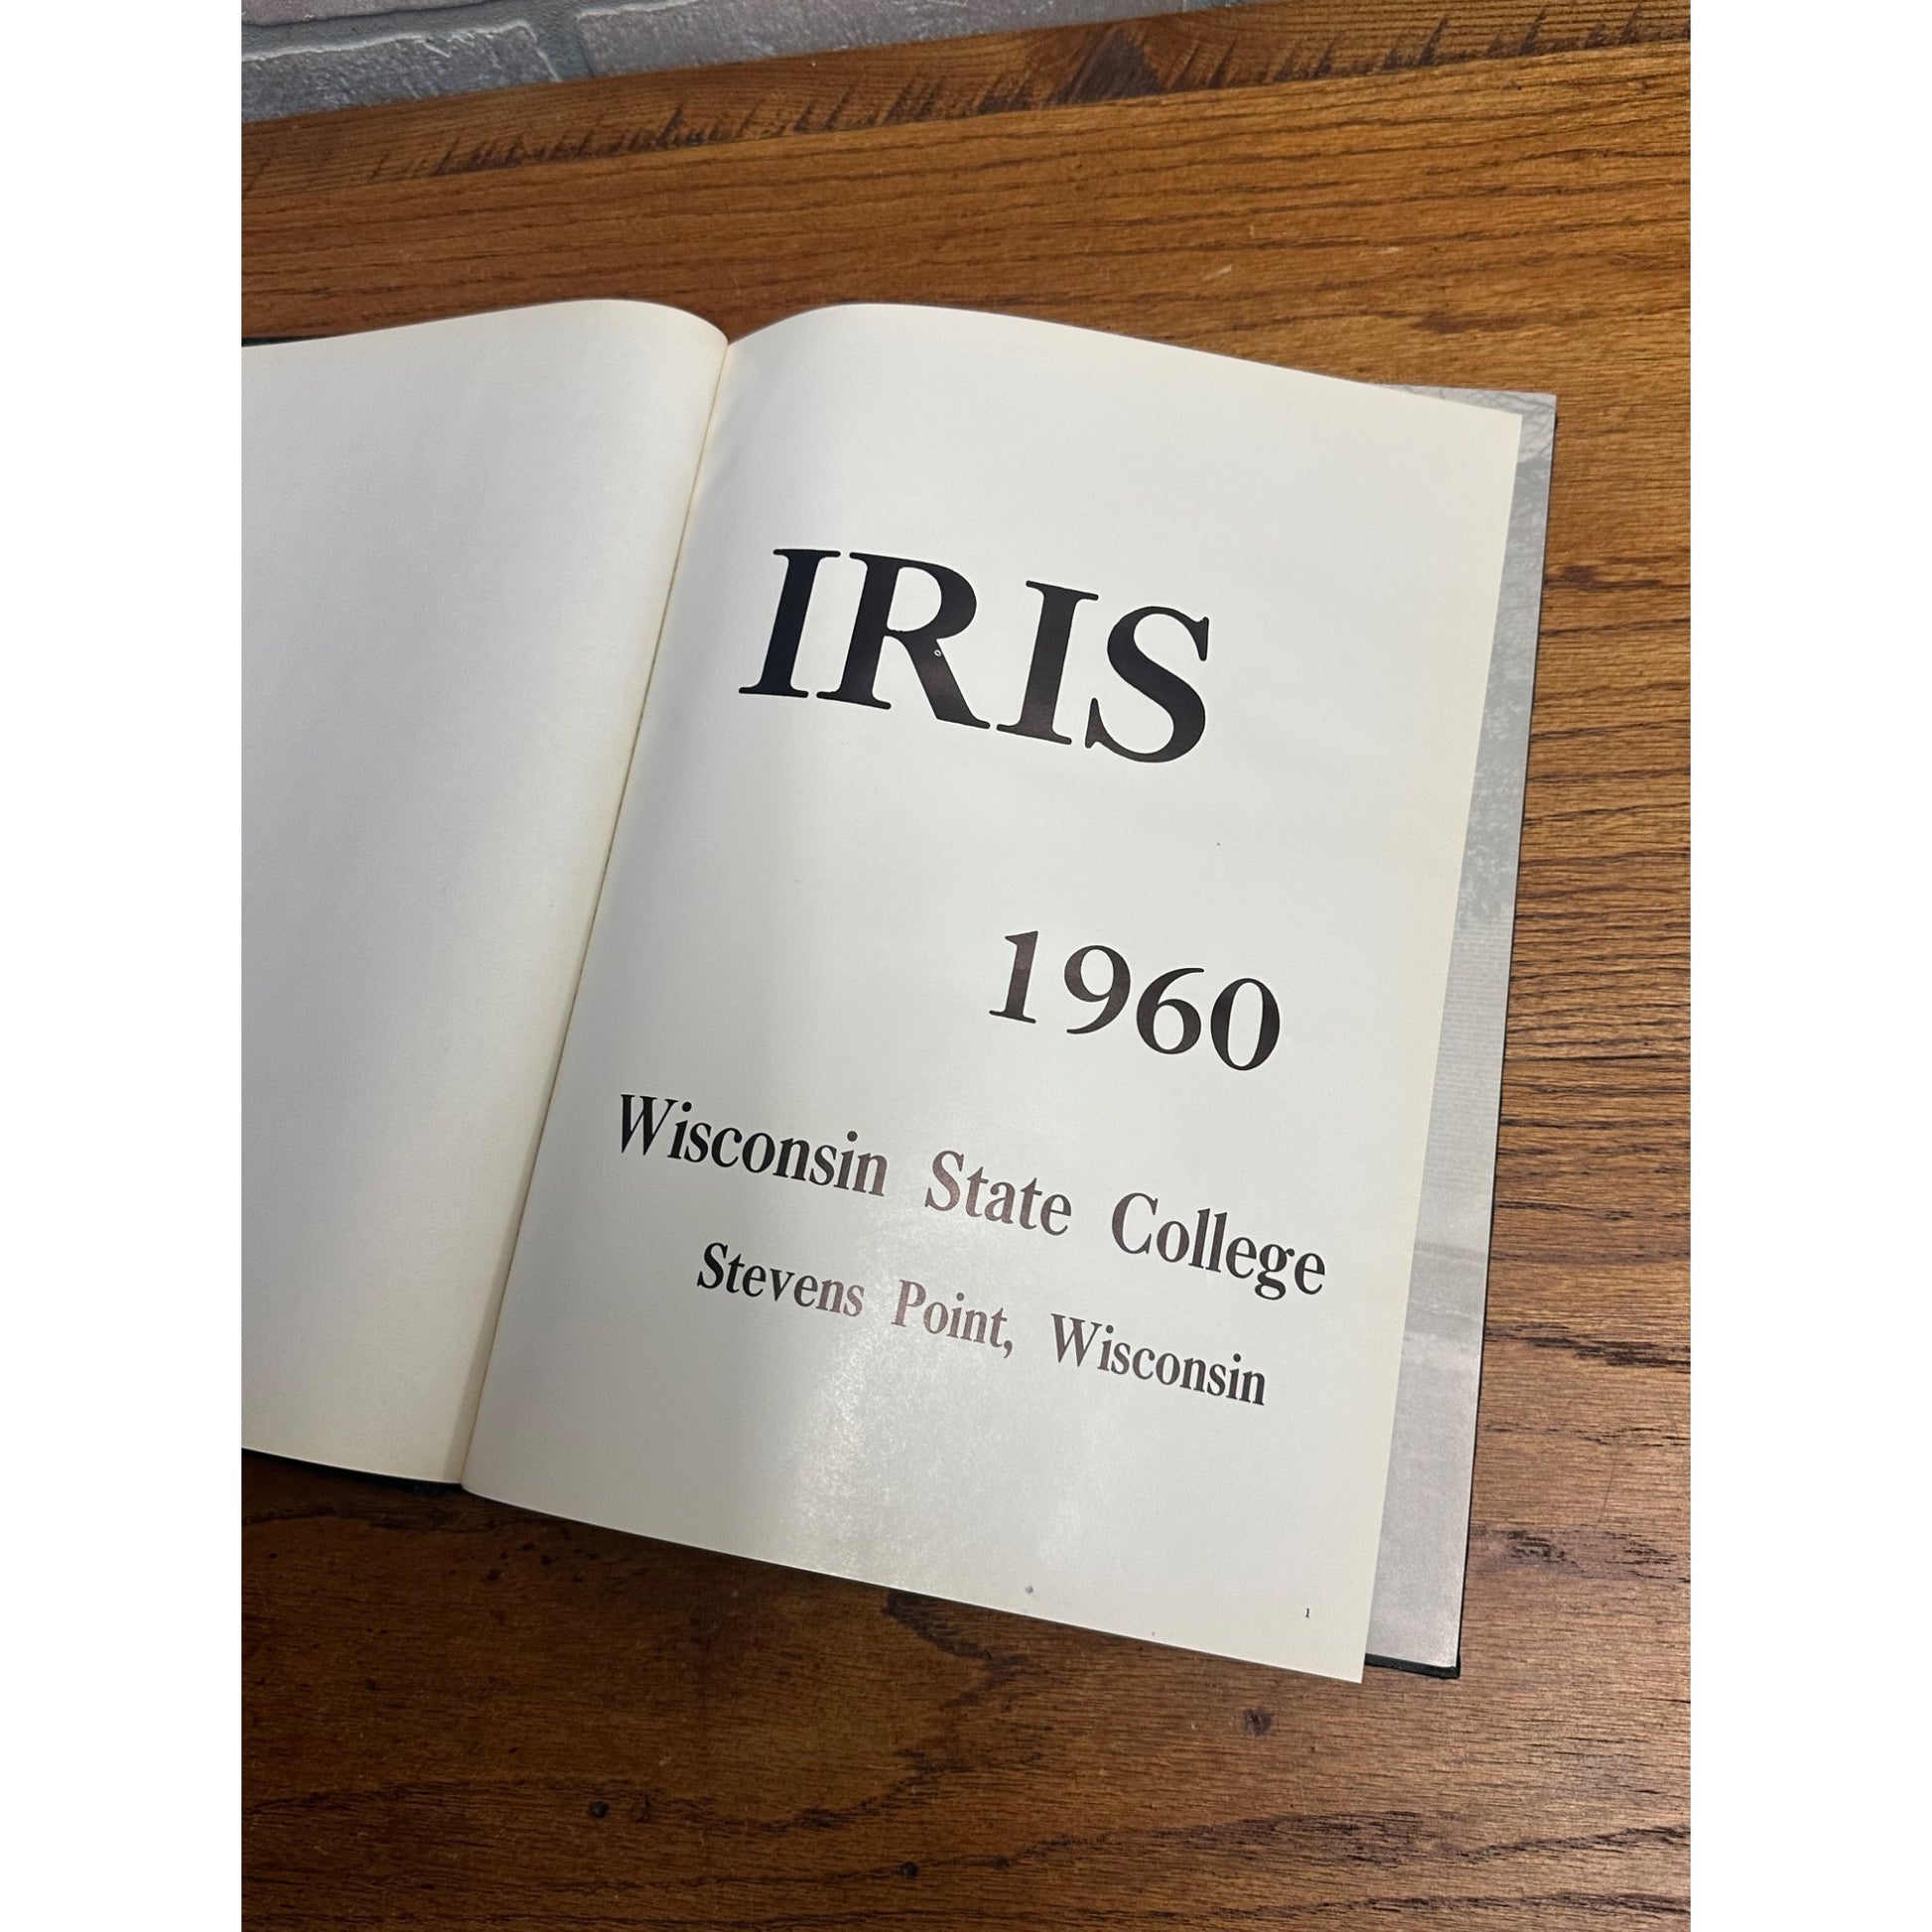 IRIS
1960
Wisconsin State College
Stevens Point, Wisconsin
1